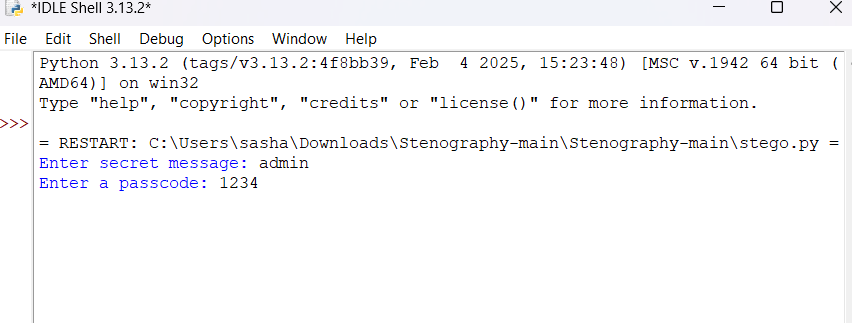 *IDLE Shell 3.13.2*
File Edit Shell Debug Options Window Help
Python 3.13.2 (tags/v3.13.2:4f8bb39, Feb  4 2025, 15:23:48) [MSC v.1942 64 bit (
AMD64)] on win32
Type "help", "copyright", "credits" or "license()" for more information.
>>>
= RESTART: C:\Users\sasha\Downloads\Stenography-main\Stenography-main\stego.py =
Enter secret message: admin
Enter a passcode: 1234